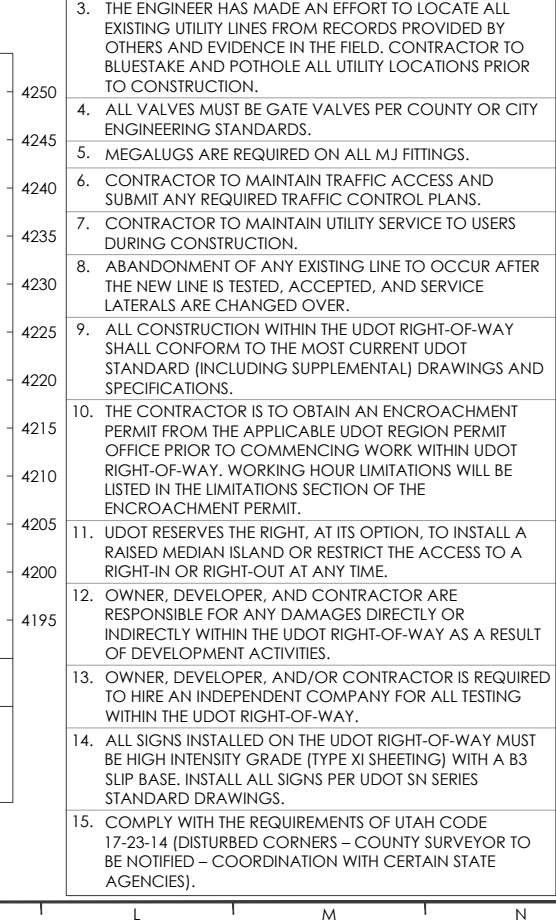 3. THE ENGINEER HAS MADE AN EFFORT TO LOCATE ALL
EXISTING UTILITY LINES FROM RECORDS PROVIDED BY
OTHERS AND EVIDENCE IN THE FIELD. CONTRACTOR TO
BLUESTAKE AND POTHOLE ALL UTILITY LOCATIONS PRIOR
TO CONSTRUCTION.
4. ALL VALVES MUST BE GATE VALVES PER COUNTY OR CITY
ENGINEERING STANDARDS.
5. MEGALUGS ARE REQUIRED ON ALL MJ FITTINGS.
6. CONTRACTOR TO MAINTAIN TRAFFIC ACCESS AND
SUBMIT ANY REQUIRED TRAFFIC CONTROL PLANS.
7. CONTRACTOR TO MAINTAIN UTILITY SERVICE TO USERS
DURING CONSTRUCTION.
8. ABANDONMENT OF ANY EXISTING LINE TO OCCUR AFTER
THE NEW LINE IS TESTED, ACCEPTED, AND SERVICE
LATERALS ARE CHANGED OVER.
9. ALL CONSTRUCTION WITHIN THE UDOT RIGHT-OF-WAY
SHALL CONFORM TO THE MOST CURRENT UDOT
STANDARD (INCLUDING SUPPLEMENTAL) DRAWINGS AND
SPECIFICATIONS.
10. THE CONTRACTOR IS TO OBTAIN AN ENCROACHMENT
PERMIT FROM THE APPLICABLE UDOT REGION PERMIT
OFFICE PRIOR TO COMMENCING WORK WITHIN UDOT
RIGHT-OF-WAY. WORKING HOUR LIMITATIONS WILL BE
LISTED IN THE LIMITATIONS SECTION OF THE
ENCROACHMENT PERMIT.
11. UDOT RESERVES THE RIGHT, AT ITS OPTION, TO INSTALL A
RAISED MEDIAN ISLAND OR RESTRICT THE ACCESS TO A
RIGHT-IN OR RIGHT-OUT AT ANY TIME.
12. OWNER, DEVELOPER, AND CONTRACTOR ARE
RESPONSIBLE FOR ANY DAMAGES DIRECTLY OR
INDIRECTLY WITHIN THE UDOT RIGHT-OF-WAY AS A RESULT
OF DEVELOPMENT ACTIVITIES.
13. OWNER, DEVELOPER, AND/OR CONTRACTOR IS REQUIRED
TO HIRE AN INDEPENDENT COMPANY FOR ALL TESTING
WITHIN THE UDOT RIGHT-OF-WAY.
14. ALL SIGNS INSTALLED ON THE UDOT RIGHT-OF-WAY MUST
BE HIGH INTENSITY GRADE (TYPE XI SHEETING) WITH A B3
SLIP BASE. INSTALL ALL SIGNS PER UDOT SN SERIES
STANDARD DRAWINGS.
15. COMPLY WITH THE REQUIREMENTS OF UTAH CODE
17-23-14 (DISTURBED CORNERS – COUNTY SURVEYOR TO
BE NOTIFIED – COORDINATION WITH CERTAIN STATE
AGENCIES).
4250
4245
4240
4235
4230
4225
4220
4215
4210
4205
4200
4195
L M N